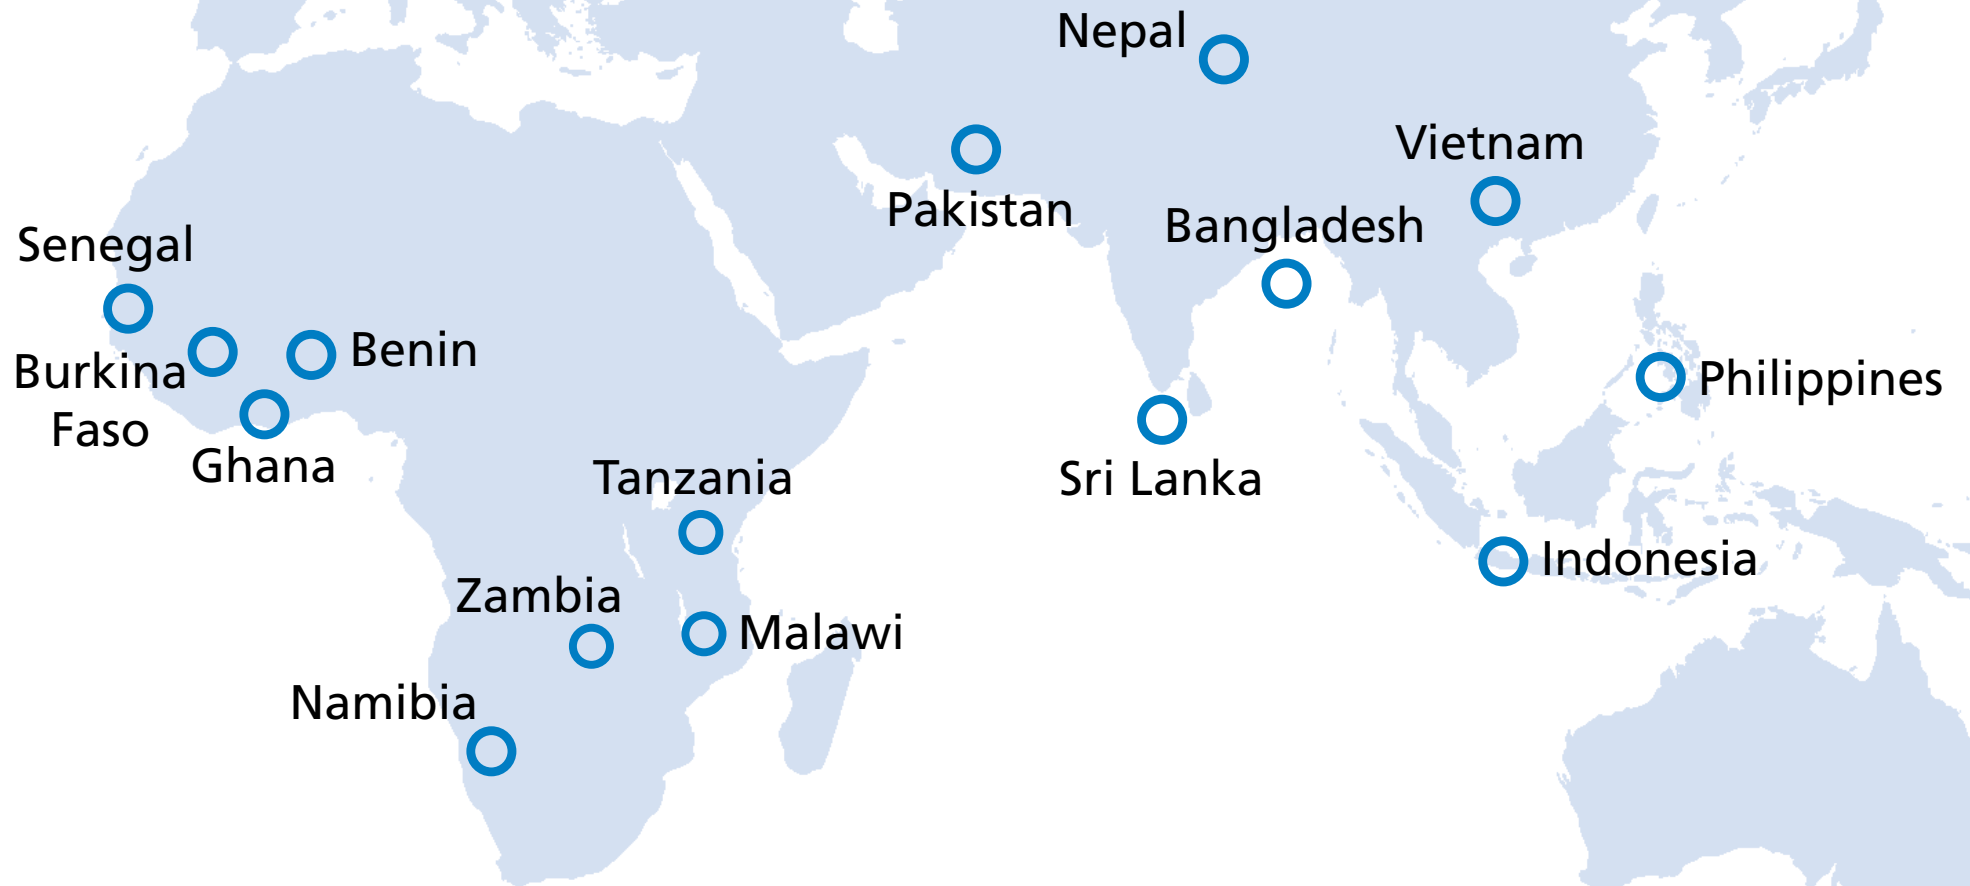 Nepal
Vietnam
Pakistan
Bangladesh
Senegal
Benin
Burkina
Faso
Philippines
Ghana
Tanzania
Sri Lanka
Indonesia
Zambia
Malawi
Namibia